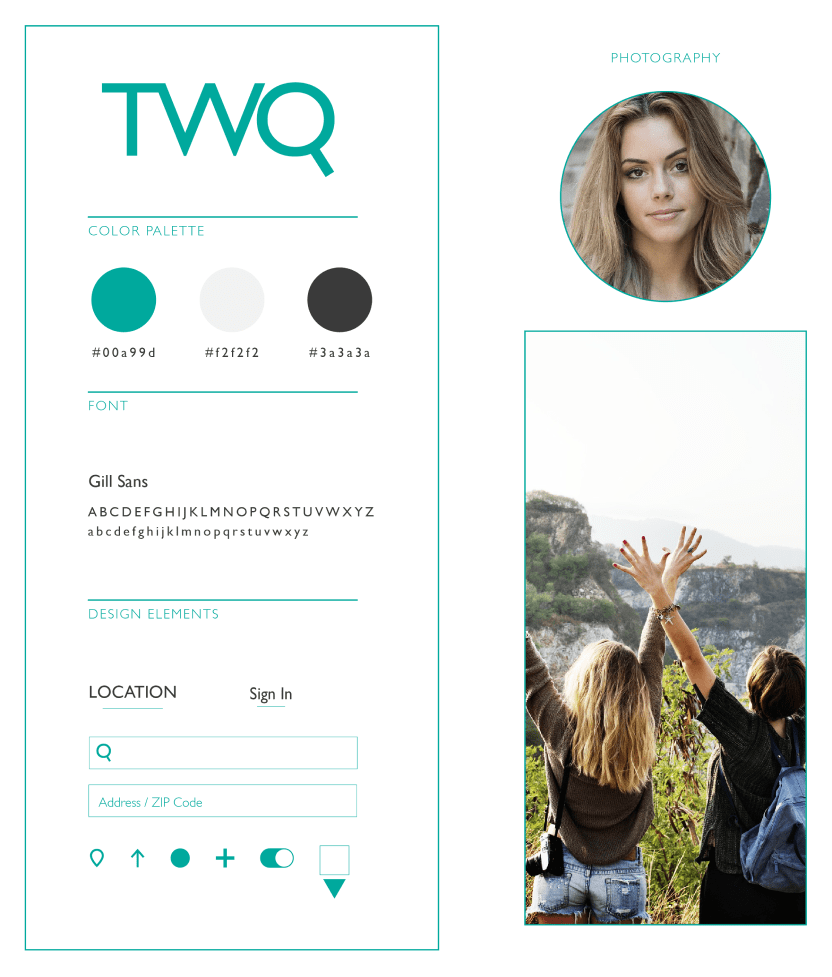 TWQ
COLOR PALETTE
#00a99d #f2f2f2 #3a3a3a
FONT
Gill Sans
ABCDEFGHIJKLMNOPQRSTUVWXYZ
abcdefghijklmnopqrstuvwxyz
DESIGN ELEMENTS
LOCATION Sign In
Address / ZIP Code
PHOTOGRAPHY